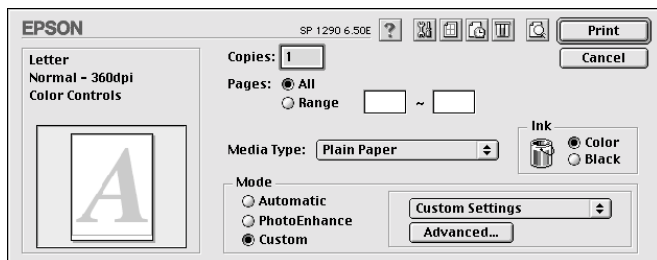 EPSON
SP 1290 6.50E
?
Print
Letter
Normal - 360dpi
Color Controls
A
Copies: 1
Cancel
Pages: All
Range ~
Media Type: Plain Paper
Ink
Color
Black
Mode
Automatic
PhotoEnhance
Custom
Custom Settings
Advanced...